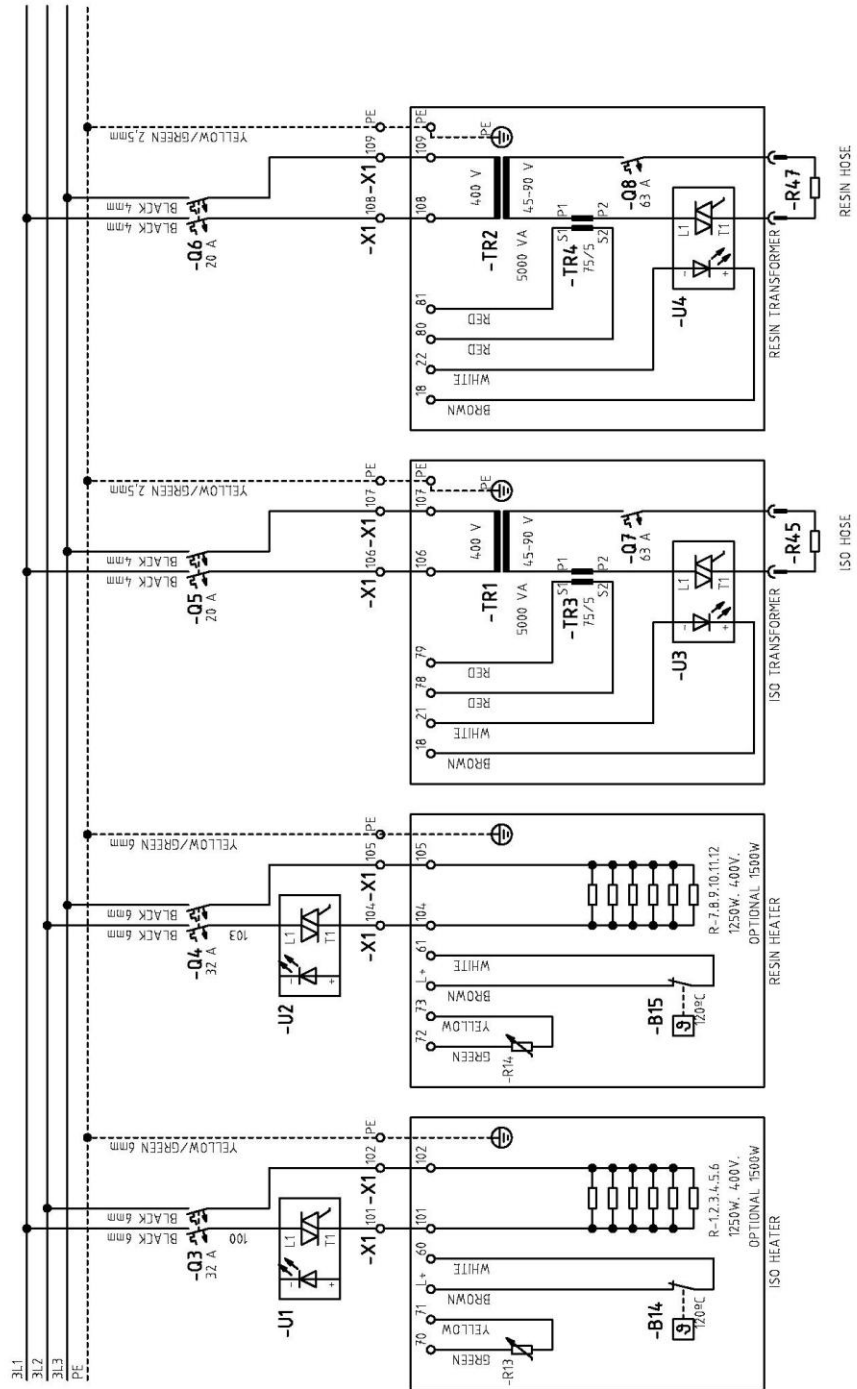 3L1
3L2
3L3
PE
YELLOW/GREEN 6mm
BLACK 6mm
BLACK 6mm
-Q3
32 A
100
L1
T1
-
+
-U1
-X1
101
-X1
102
PE
70
71
L+
60
101
102
GREEN
YELLOW
BROWN
WHITE
-R13
-B14
120ºC
R-1.2.3.4.5.6
1250W. 400V.
OPTIONAL 1500W
ISO HEATER
YELLOW/GREEN 6mm
BLACK 6mm
BLACK 6mm
-Q4
32 A
103
L1
T1
-
+
-U2
-X1
104
-X1
105
PE
72
73
L+
61
104
105
GREEN
YELLOW
BROWN
WHITE
-R14
-B15
120ºC
R-7.8.9.10.11.12
1250W. 400V.
OPTIONAL 1500W
RESIN HEATER
YELLOW/GREEN 2,5mm
BLACK 4mm
BLACK 4mm
-Q5
20 A
-X1
106
-X1
107
PE
18
21
78
79
106
107
PE
BROWN
WHITE
RED
RED
PE
400 V
-TR1
5000 VA
45-90 V
-TR3
75/5
S1
P1
S2
P2
-Q7
63 A
-U3
-
+
L1
T1
ISO TRANSFORMER
-R45
ISO HOSE
YELLOW/GREEN 2,5mm
BLACK 4mm
BLACK 4mm
-Q6
20 A
-X1
108
-X1
109
PE
18
22
80
81
108
109
PE
BROWN
WHITE
RED
RED
PE
400 V
-TR2
5000 VA
45-90 V
-TR4
75/5
S1
P1
S2
P2
-Q8
63 A
-U4
-
+
L1
T1
RESIN TRANSFORMER
-R47
RESIN HOSE